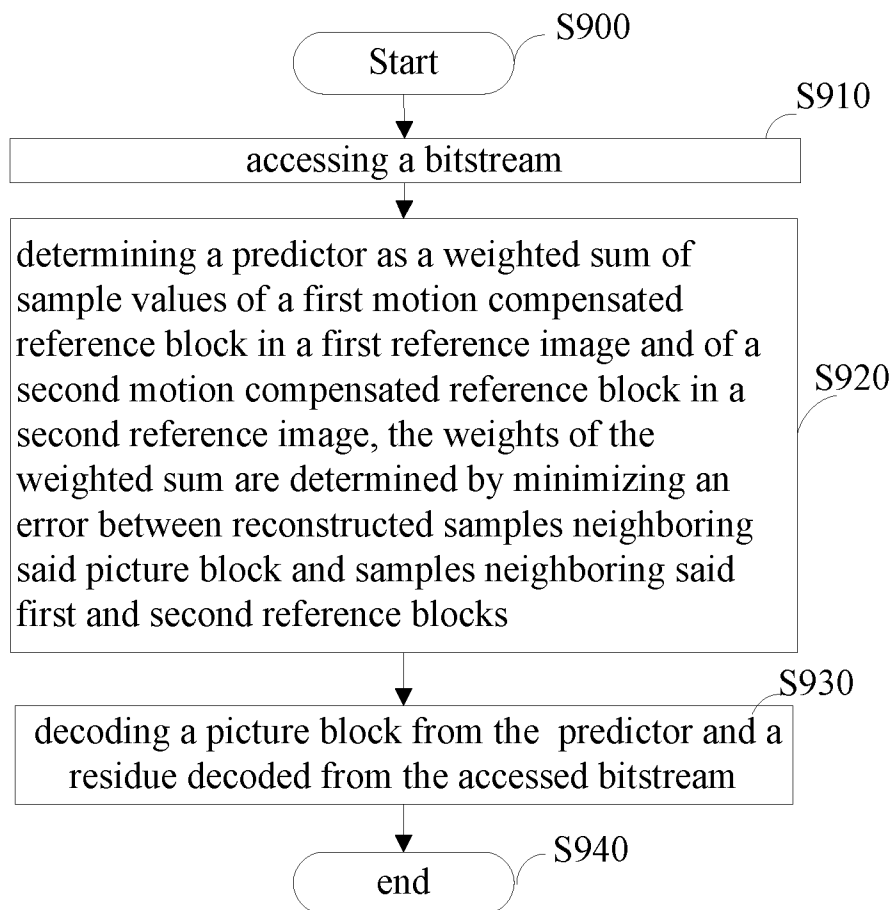 S900
Start
S910
accessing a bitstream
determining a predictor as a weighted sum of
sample values of a first motion compensated
reference block in a first reference image and of a
second motion compensated reference block in a
second reference image, the weights of the
weighted sum are determined by minimizing an
error between reconstructed samples neighboring
said picture block and samples neighboring said
first and second reference blocks
S920
S930
decoding a picture block from the predictor and a
residue decoded from the accessed bitstream
S940
end